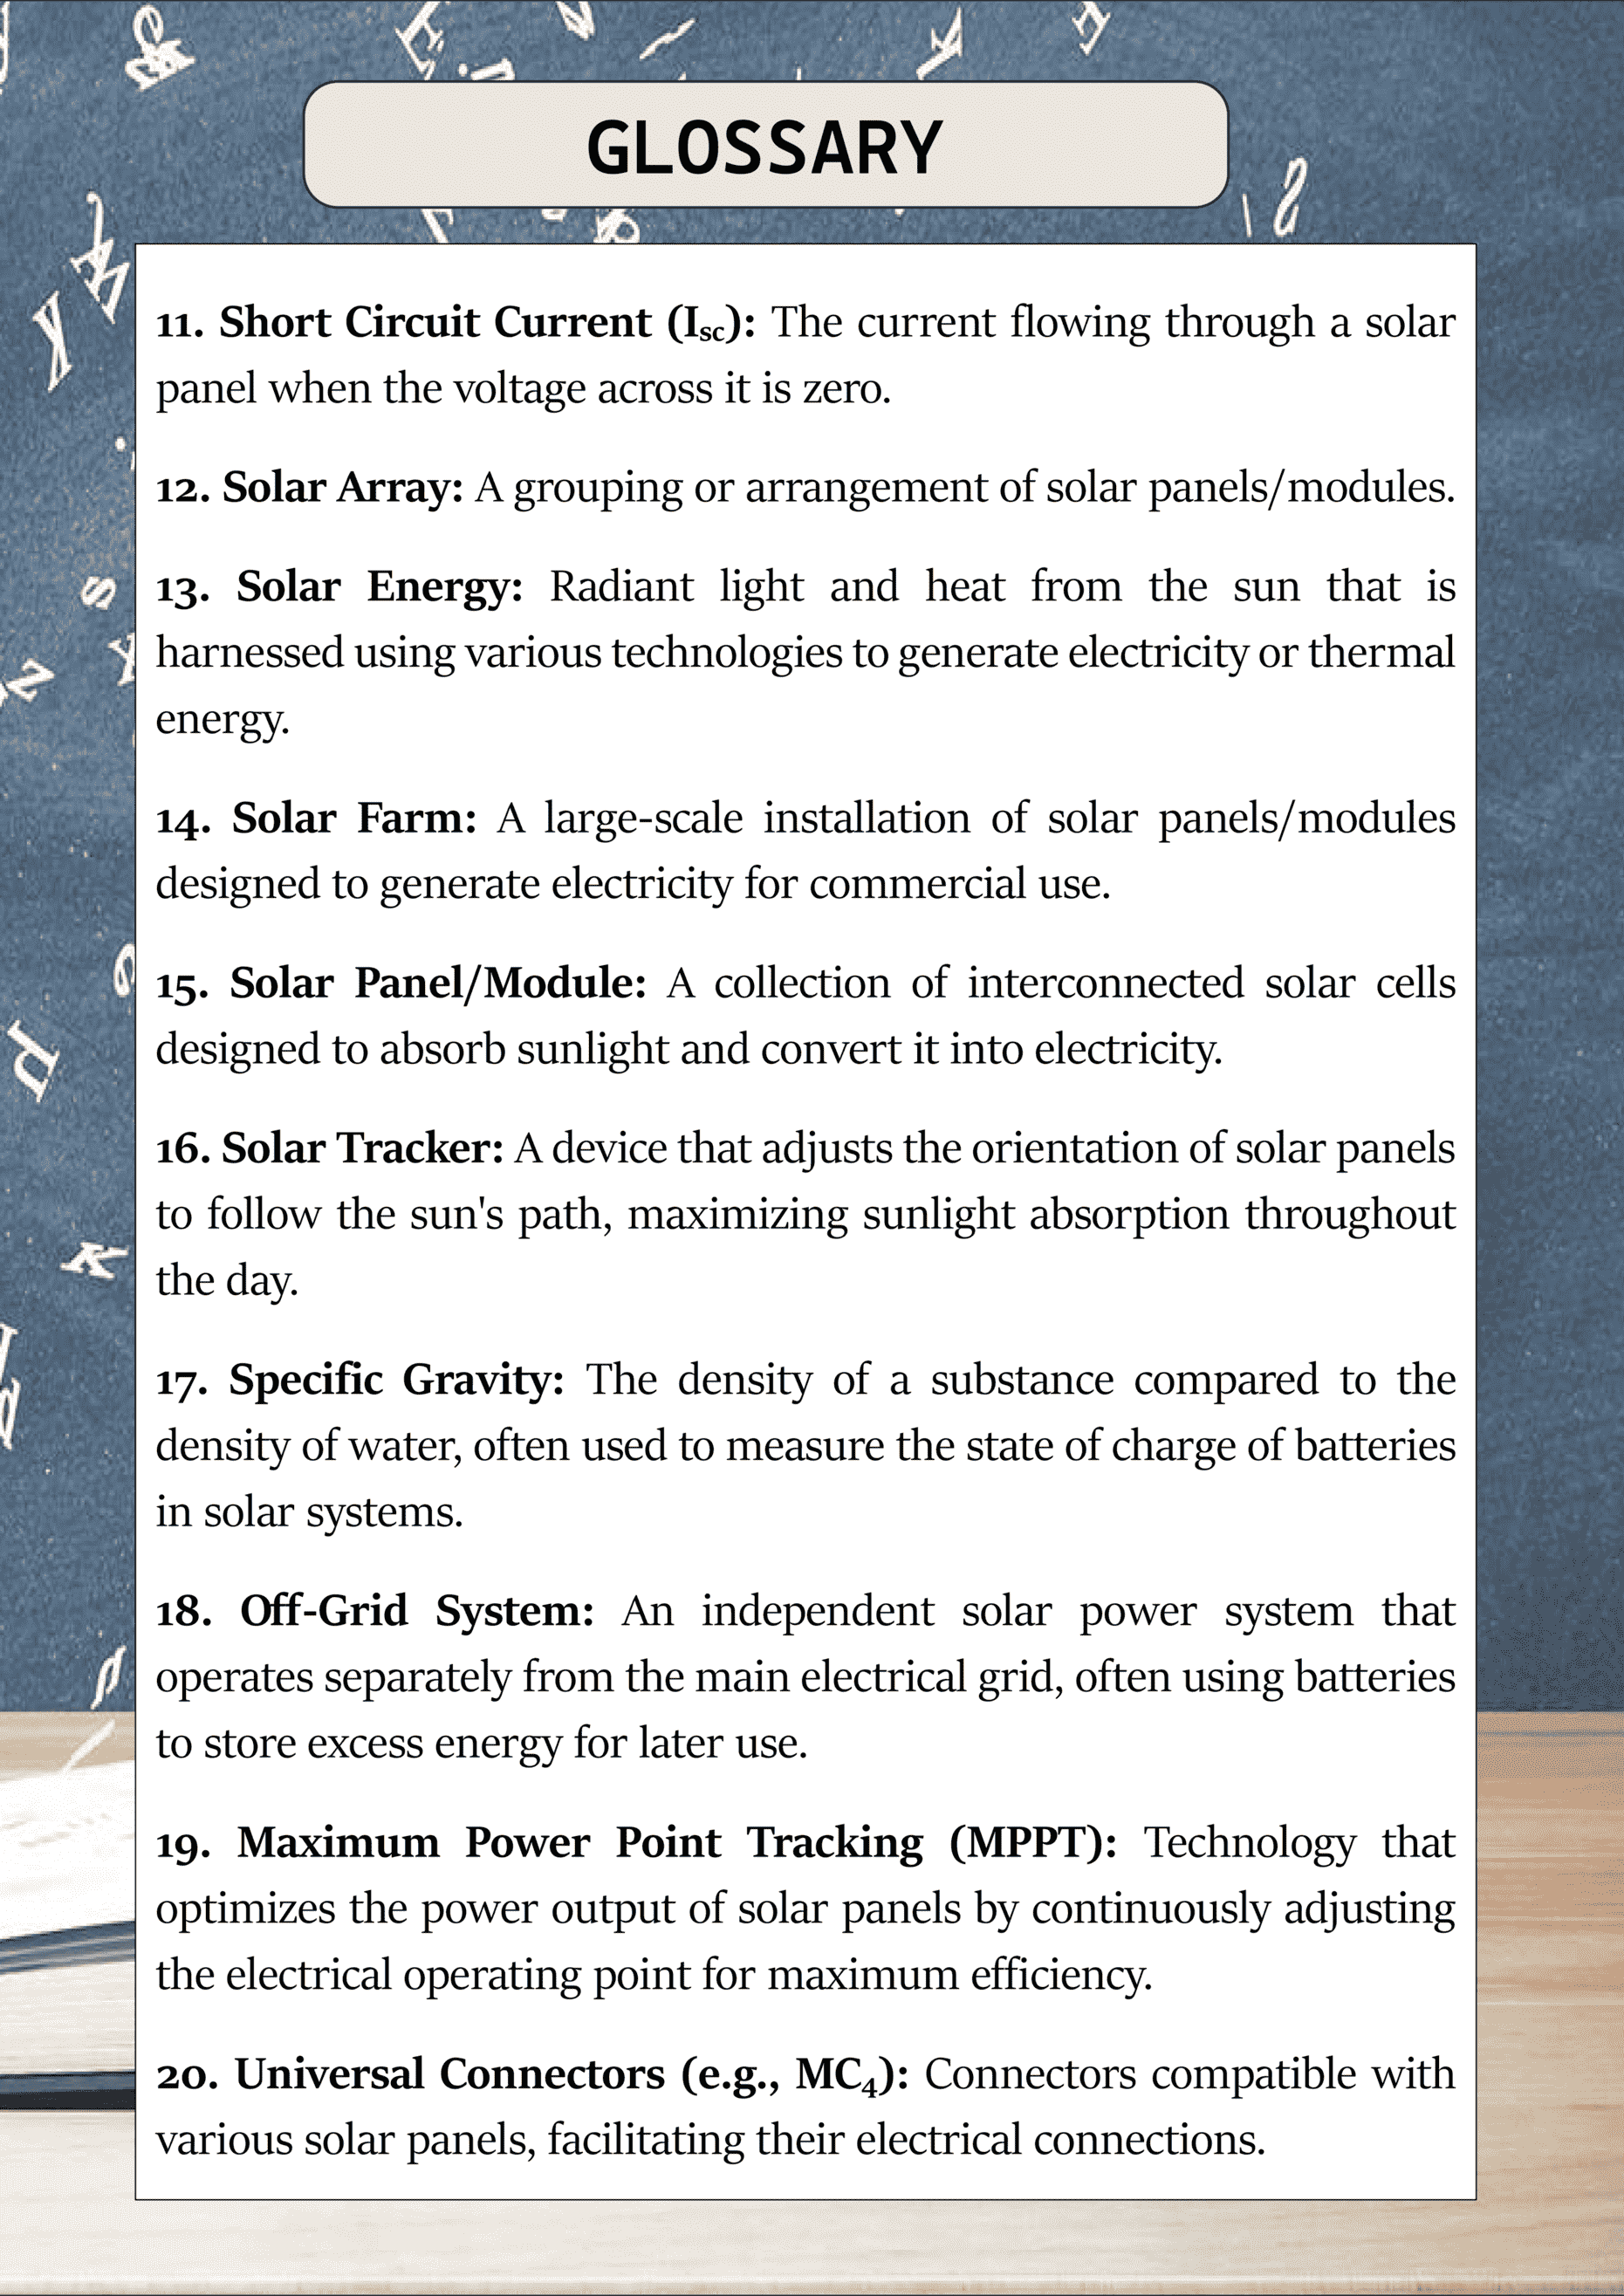 GLOSSARY
11. Short Circuit Current (Isc): The current flowing through a solar
panel when the voltage across it is zero.
12. Solar Array: A grouping or arrangement of solar panels/modules.
13. Solar Energy: Radiant light and heat from the sun that is
harnessed using various technologies to generate electricity or thermal
energy.
14. Solar Farm: A large-scale installation of solar panels/modules
designed to generate electricity for commercial use.
15. Solar Panel/Module: A collection of interconnected solar cells
designed to absorb sunlight and convert it into electricity.
16. Solar Tracker: A device that adjusts the orientation of solar panels
to follow the sun's path, maximizing sunlight absorption throughout
the day.
17. Specific Gravity: The density of a substance compared to the
density of water, often used to measure the state of charge of batteries
in solar systems.
18. Off-Grid System: An independent solar power system that
operates separately from the main electrical grid, often using batteries
to store excess energy for later use.
19. Maximum Power Point Tracking (MPPT): Technology that
optimizes the power output of solar panels by continuously adjusting
the electrical operating point for maximum efficiency.
20. Universal Connectors (e.g., MC₄): Connectors compatible with
various solar panels, facilitating their electrical connections.